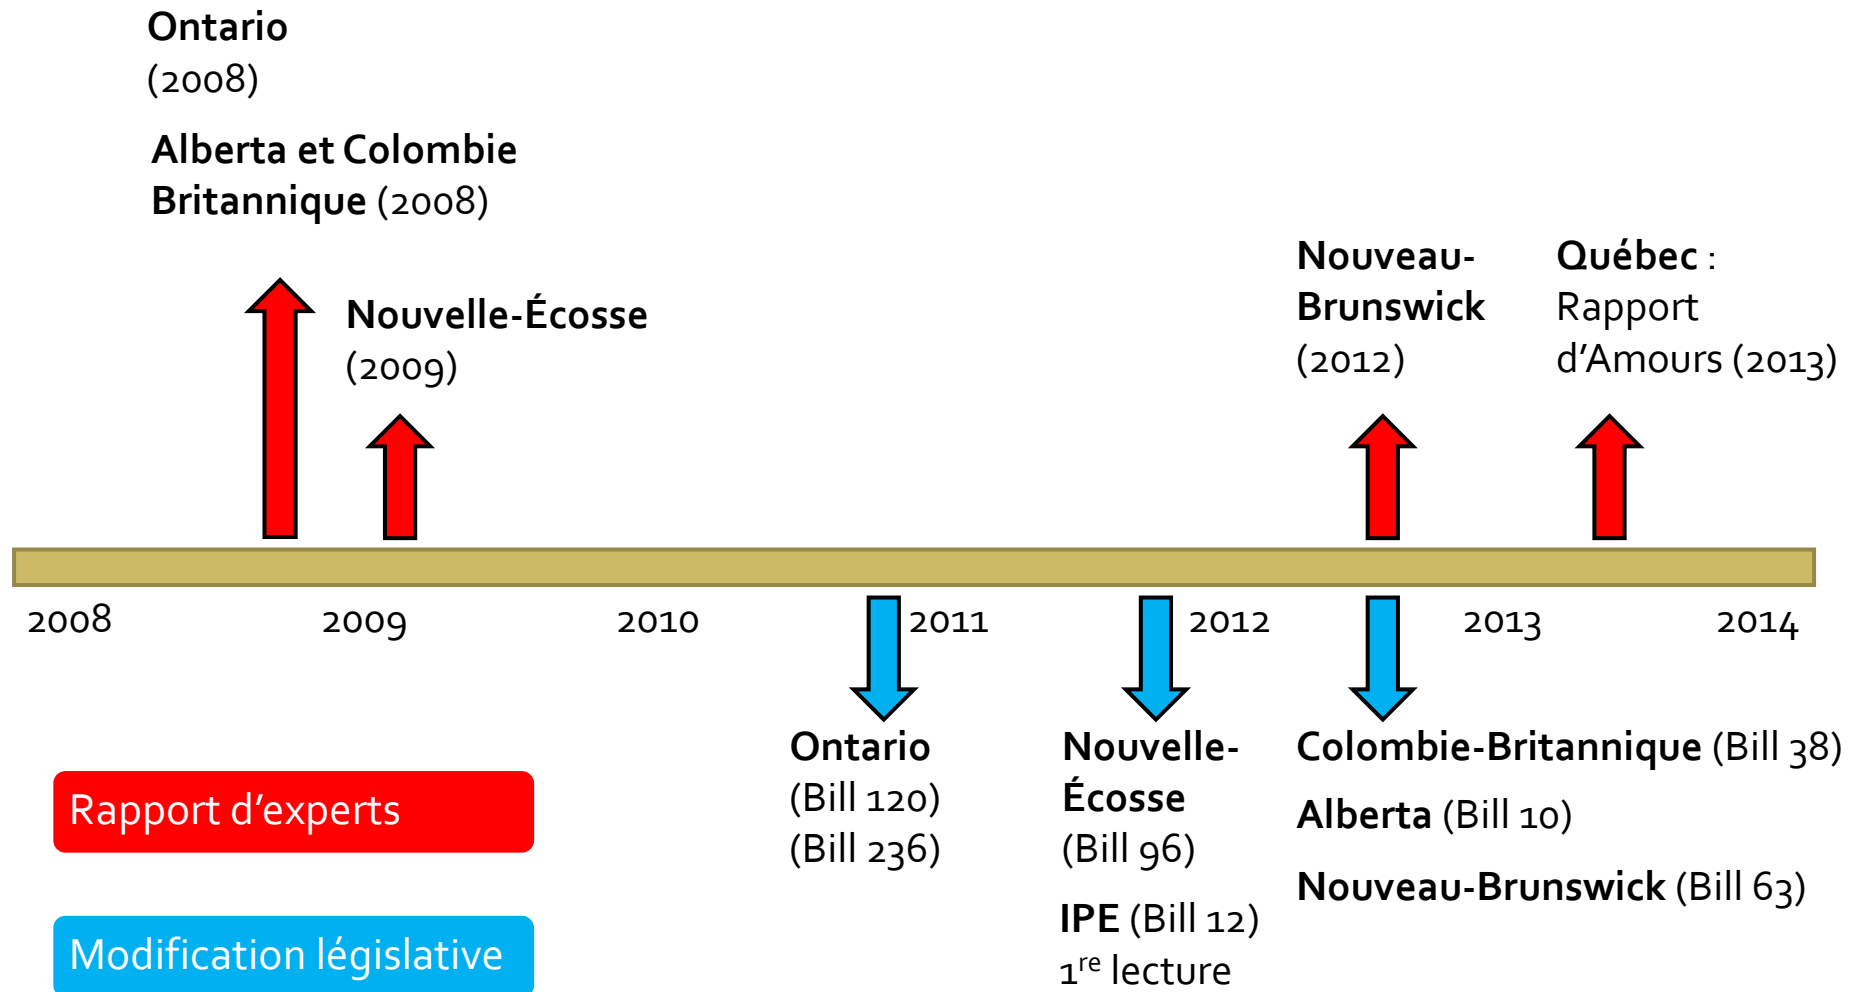 Ontario
(2008)
Alberta et Colombie
Britannique (2008)
Nouvelle-Écosse
(2009)
Nouveau-
Brunswick
(2012)
Québec :
Rapport
d’Amours (2013)
2008 2009 2010 2011 2012 2013 2014
Ontario
(Bill 120)
(Bill 236)
Nouvelle-
Écosse
(Bill 96)
IPE (Bill 12)
1re lecture
Colombie-Britannique (Bill 38)
Alberta (Bill 10)
Nouveau-Brunswick (Bill 63)
Rapport d’experts
Modification législative